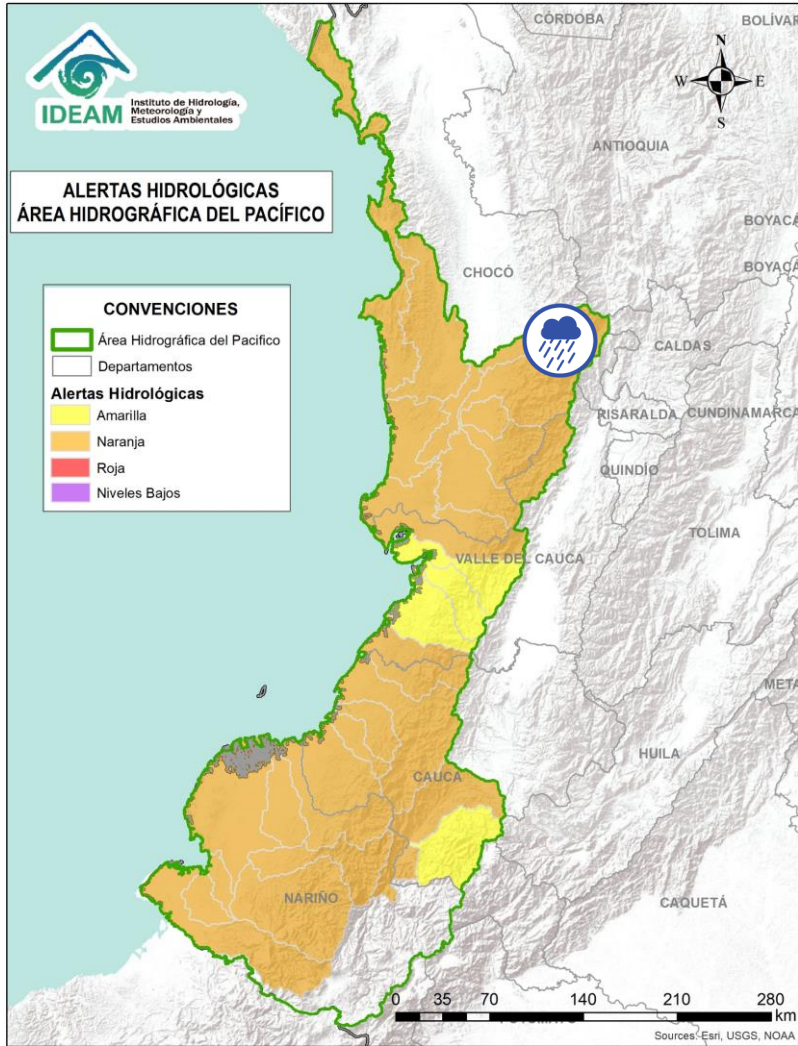 IDEAM
Instituto de Hidrología,
Meteorología y
Estudios Ambientales
ALERTAS HIDROLÓGICAS
ÁREA HIDROGRÁFICA DEL PACÍFICO
CONVENCIONES
Área Hidrográfica del Pacifico
Departamentos
Alertas Hidrológicas
Amarilla
Naranja
Roja
Niveles Bajos
CÓRDOBA
BOLÍVAR
N
W E
S
ANTIOQUIA
BOYACÁ
BOYACÁ
CHOCÓ
CALDAS
RISARALDA
CUNDINAMARCA
QUINDÍO
TOLIMA
VALLE DEL CAUCA
META
HUILA
CAUCA
NARIÑO
CAQUETÁ
0 35 70 140 210 280
km
Sources: Esri, USGS, NOAA